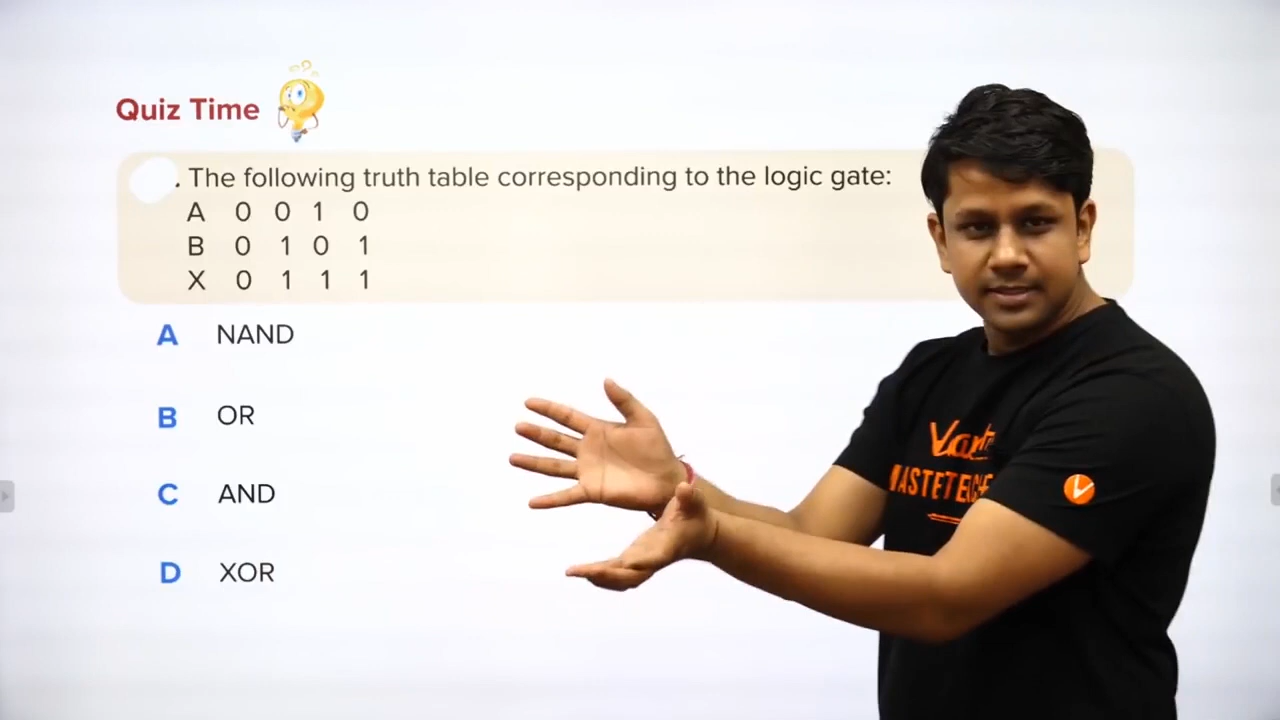 Quiz Time
. The following truth table corresponding to the logic gate:
A 0 0 1 0
B 0 1 0 1
X 0 1 1 1
A NAND
B OR
C AND
D XOR